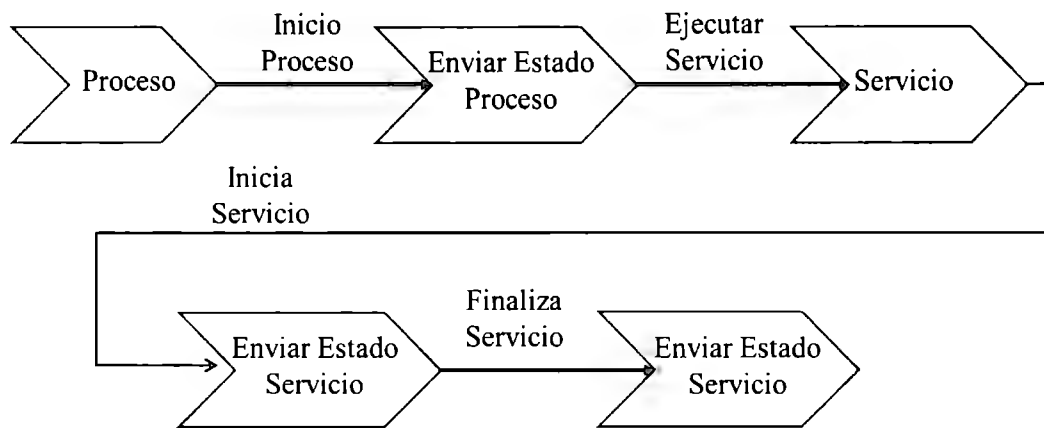 Proceso
Inicio
Proceso
Enviar Estado
Proceso
Ejecutar
Servicio
Servicio
Inicia
Servicio
Enviar Estado
Servicio
Finaliza
Servicio
Enviar Estado
Servicio